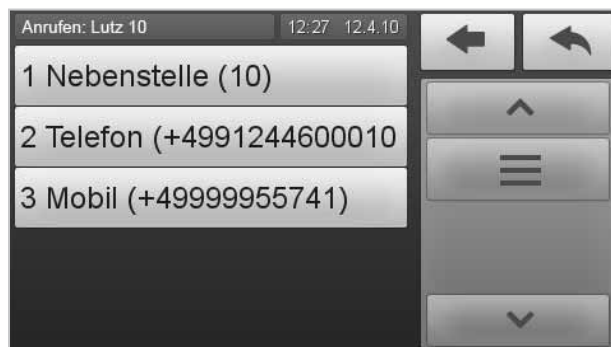 Anrufen: Lutz 10 12:27 12.4.10
1 Nebenstelle (10)
2 Telefon (+4991244600010
3 Mobil (+49999955741)